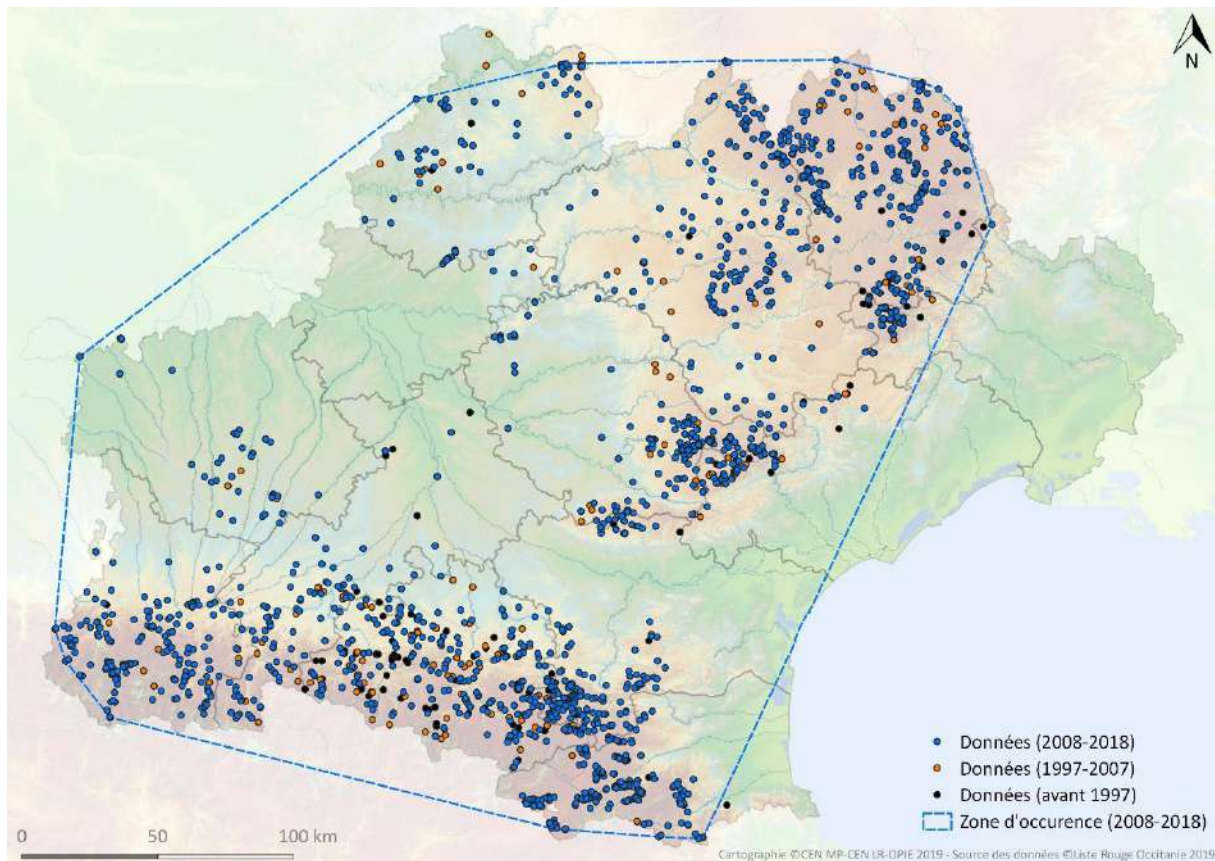 N
Données (2008-2018)
Données (1997-2007)
Données (avant 1997)
Zone d'occurence (2008-2018)
0 50 100 km
Cartographie ©CEN MP-CEN LR-OPIE 2019 - Source des données ©Liste Rouge Occitanie 2019